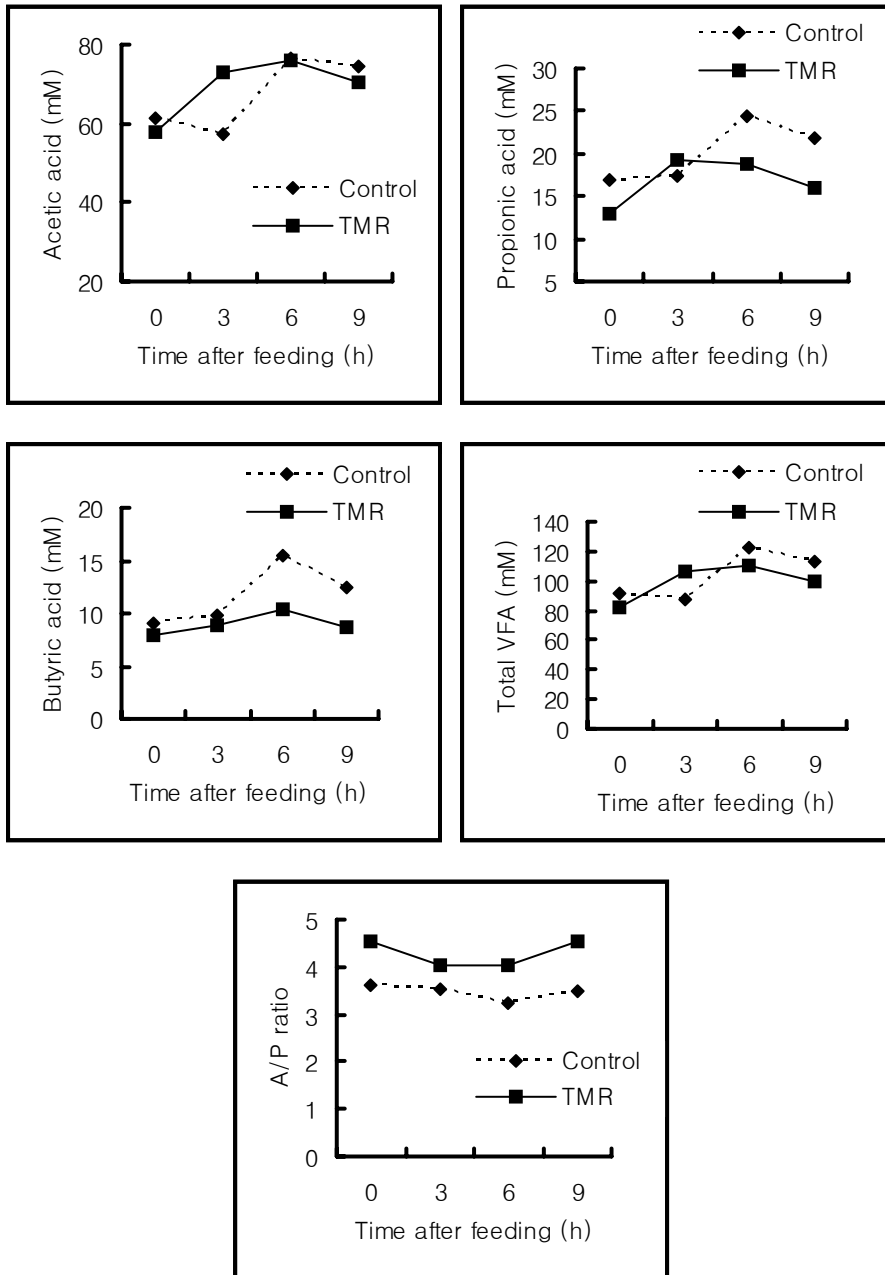 80
60
40
20
Acetic acid (mM)
Control
TMR
0 3 6 9
Time after feeding (h)
Control
TMR
30
25
20
15
10
5
Propionic acid (mM)
0 3 6 9
Time after feeding (h)
Control
TMR
20
15
10
5
0
Butyric acid (mM)
0 3 6 9
Time after feeding (h)
Control
TMR
140
120
100
80
60
40
20
0
Total VFA (mM)
0 3 6 9
Time after feeding (h)
5
4
3
2
1
0
A/P ratio
Control
TMR
0 3 6 9
Time after feeding (h)